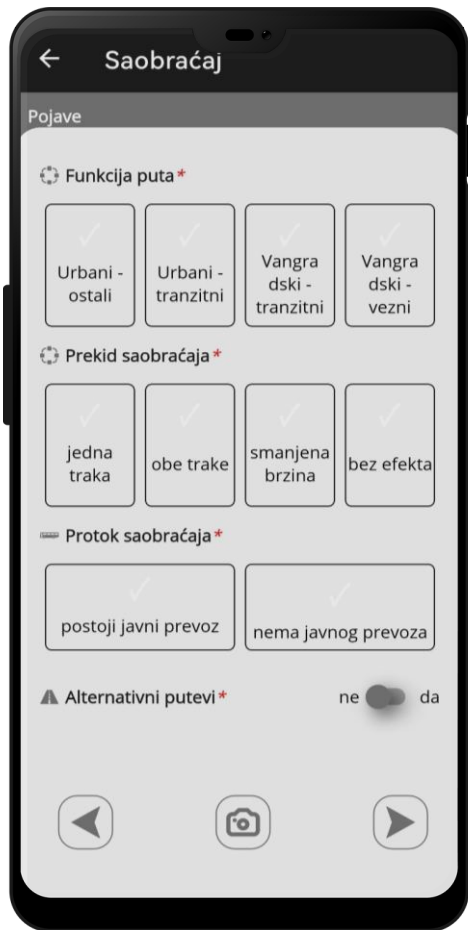 Saobraćaj
Pojave
Funkcija puta*
Urbani -
ostali
Urbani -
tranzitni
Vangra
dski -
tranzitni
Vangra
dski -
vezni
Prekid saobraćaja*
jedna
traka
obe trake
smanjena
brzina
bez efekta
Protok saobraćaja*
postoji javni prevoz
nema javnog prevoza
Alternativni putevi*
ne da